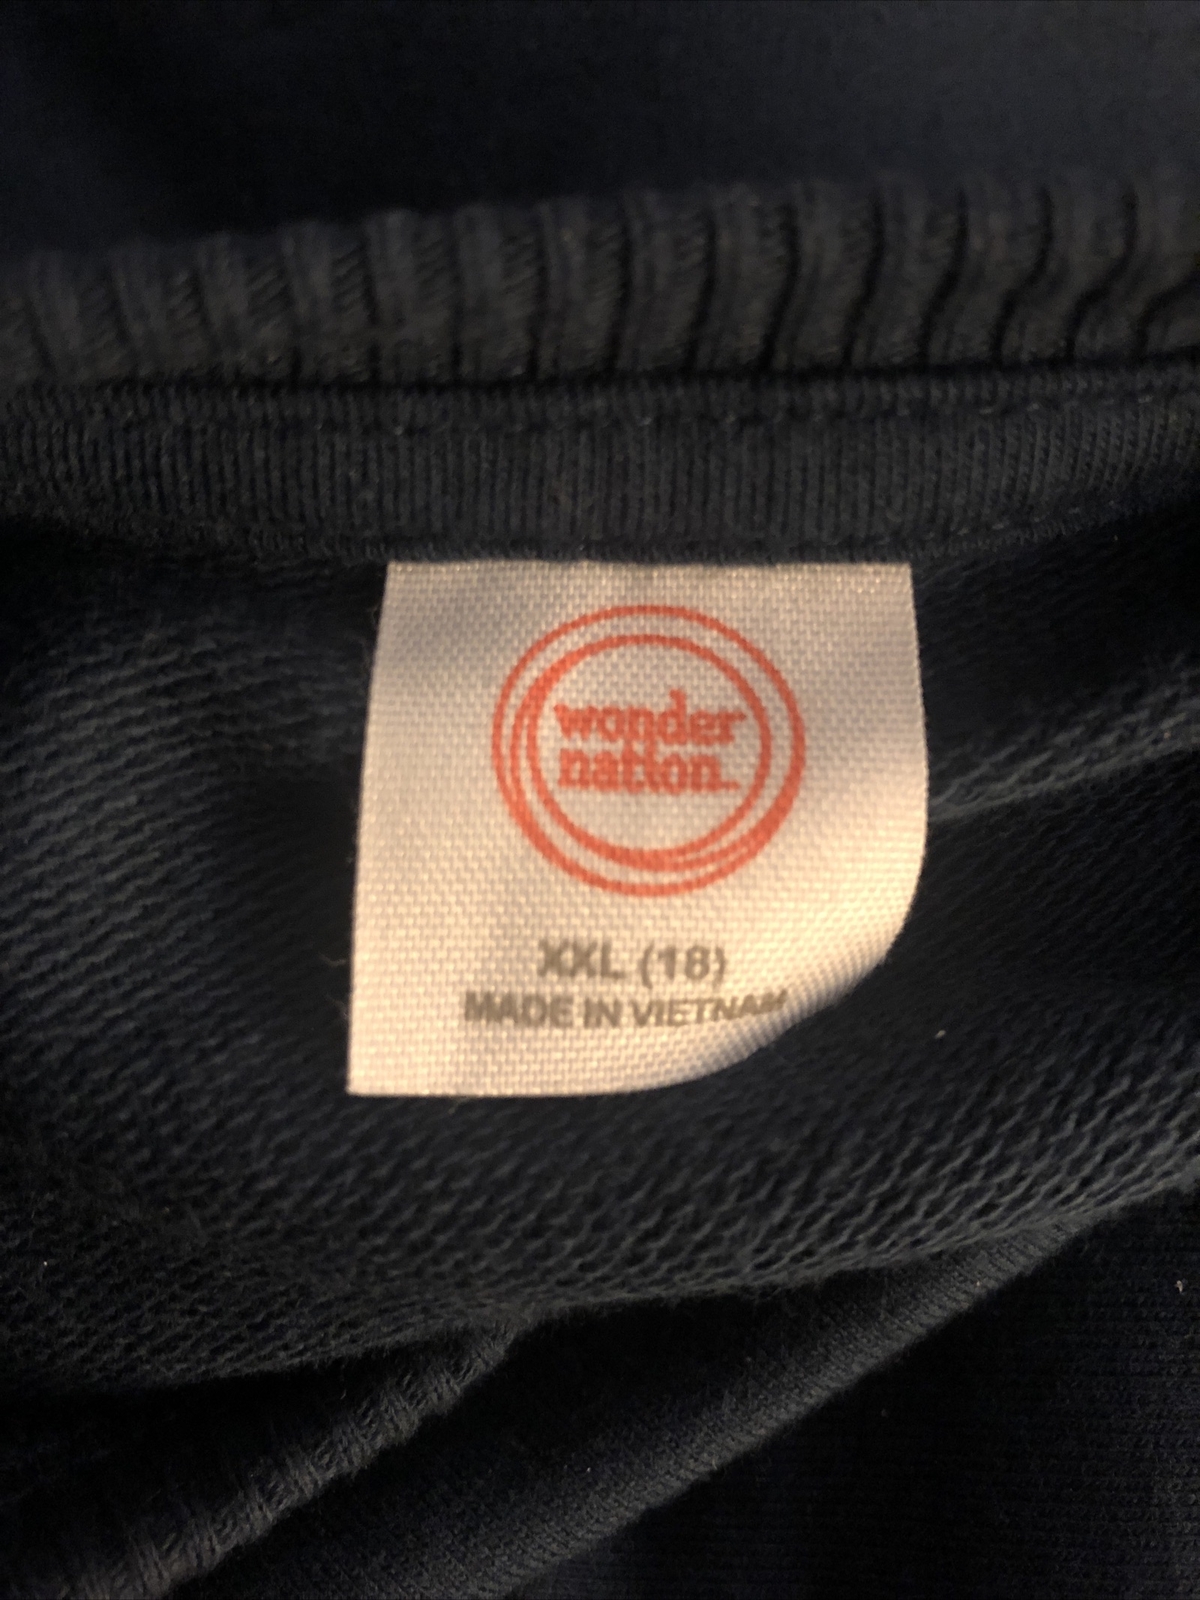 wonder
nation.
XXL (18)
MADE IN VIETNAM